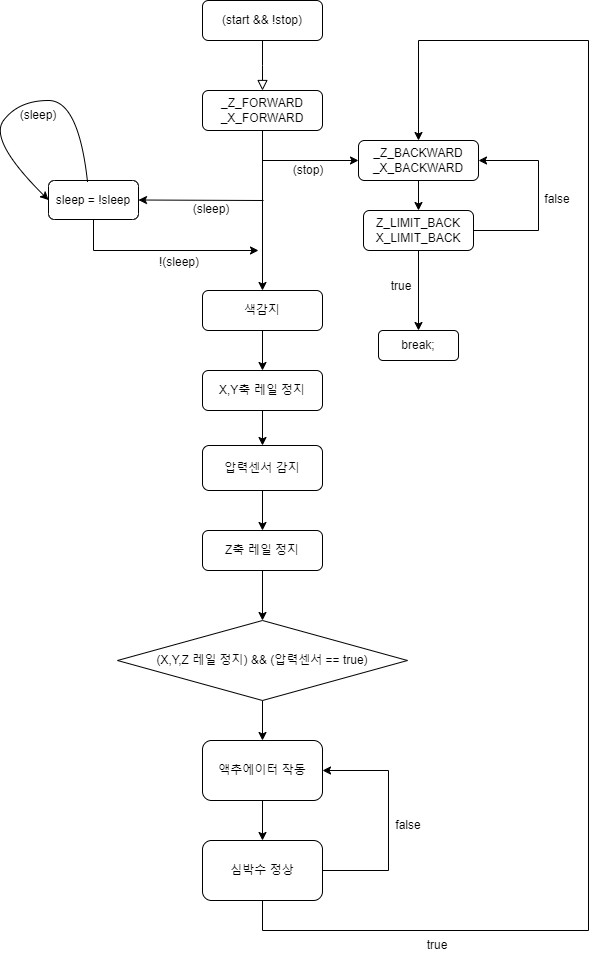 (start && !stop)
_Z_FORWARD
_X_FORWARD
(stop)
_Z_BACKWARD
_X_BACKWARD
false
Z_LIMIT_BACK
X_LIMIT_BACK
true
break;
(sleep)
sleep = !sleep
(sleep)
!(sleep)
색감지
X,Y축 레일 정지
압력센서 감지
Z축 레일 정지
(X,Y,Z 레일 정지) && (압력센서 == true)
액추에이터 작동
false
심박수 정상
true